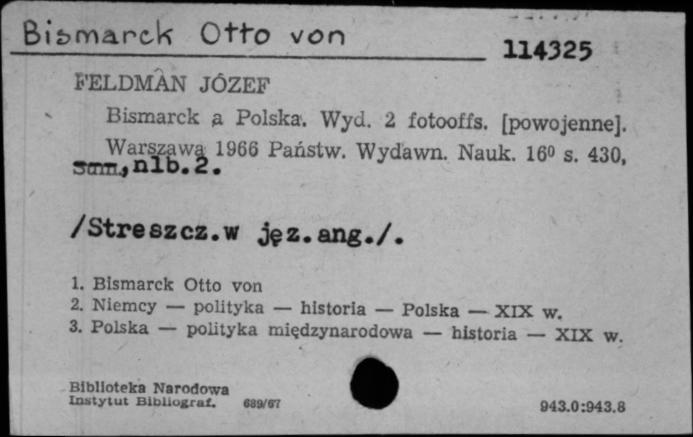 Bismarck Otto von
114325
FELDMAN JÓZEF
Bismarck a Polska. Wyd. 2 fotooffs. [powojenne].
Warszawa 1966 Państw. Wydawn. Nauk. 16⁰ s. 430,
nlb.2.
/Streszcz.w jęz.ang./.
1. Bismarck Otto von
2. Niemcy — polityka — historia — Polska — XIX w.
3. Polska — polityka międzynarodowa — historia — XIX w.
Biblioteka Narodowa
Instytut Bibliograf. 689/67
943.0:943.8